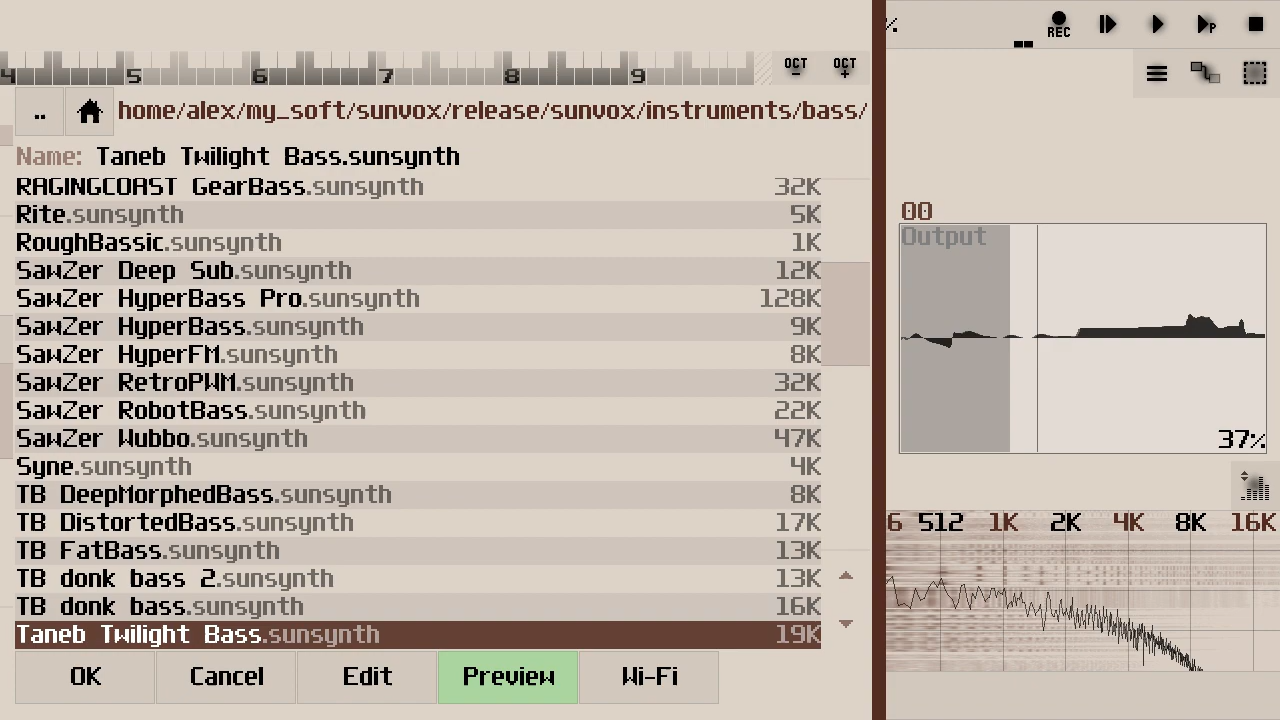 %
REC
P
4 5 6 7 8 9 OCT - OCT +
.. home/alex/my_soft/sunvox/release/sunvox/instruments/bass/
Name: Taneb Twilight Bass.sunsynth
RAGINGCOAST GearBass.sunsynth 32K
Rite.sunsynth 5K
RoughBassic.sunsynth 1K
SawZer Deep Sub.sunsynth 12K
SawZer HyperBass Pro.sunsynth 128K
SawZer HyperBass.sunsynth 9K
SawZer HyperFM.sunsynth 8K
SawZer RetroPWM.sunsynth 32K
SawZer RobotBass.sunsynth 22K
SawZer Wubbo.sunsynth 47K
Syne.sunsynth 4K
TB DeepMorphedBass.sunsynth 8K
TB DistortedBass.sunsynth 17K
TB FatBass.sunsynth 13K
TB donk bass 2.sunsynth 13K
TB donk bass.sunsynth 16K
Taneb Twilight Bass.sunsynth 19K
OK Cancel Edit Preview Wi-Fi
00
Output
37%
6 512 1K 2K 4K 8K 16K